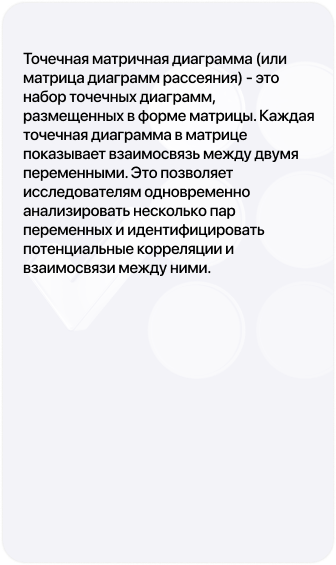 Точечная матричная диаграмма (или
матрица диаграмм рассеяния) - это
набор точечных диаграмм,
размещенных в форме матрицы. Каждая
точечная диаграмма в матрице
показывает взаимосвязь между двумя
переменными. Это позволяет
исследователям одновременно
анализировать несколько пар
переменных и идентифицировать
потенциальные корреляции и
взаимосвязи между ними.